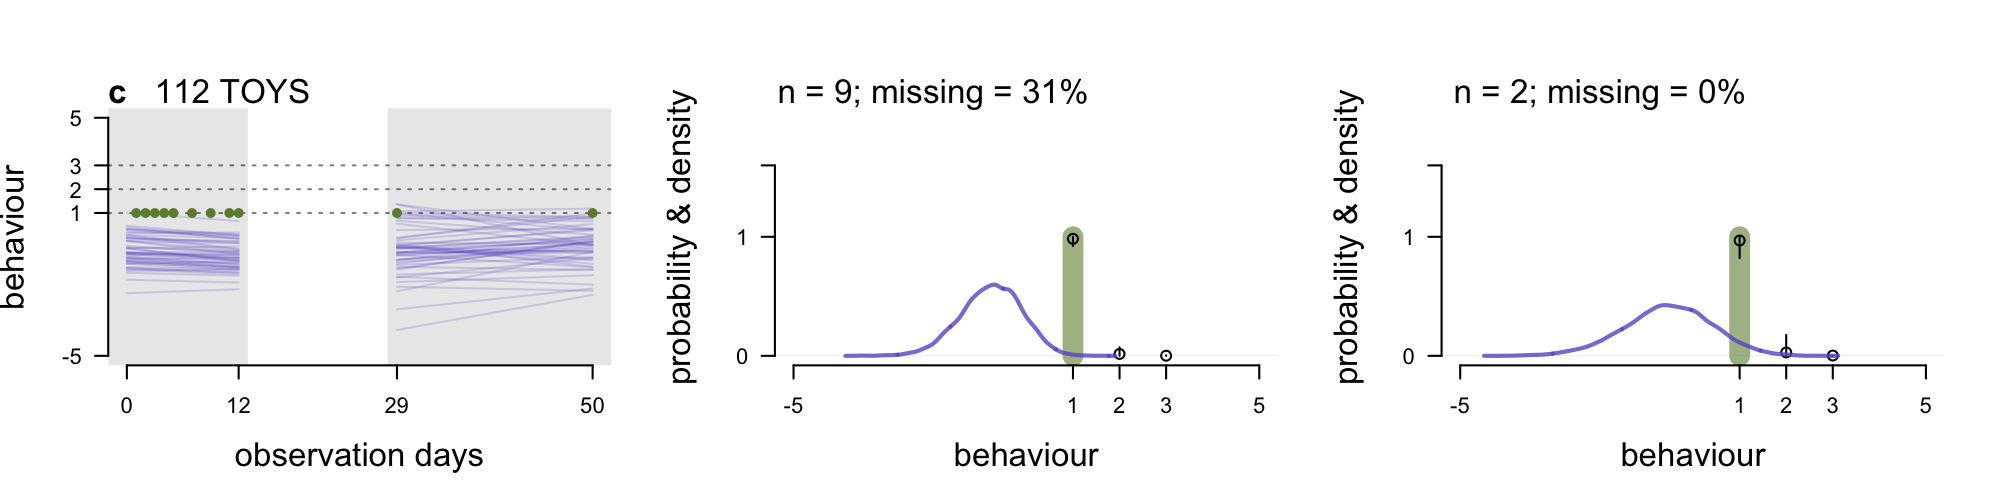 c 112 TOYS
behaviour
5
3
2
1
-5
0 12 29 50
observation days
n = 9; missing = 31%
probability & density
1
0
-5 1 2 3 5
behaviour
n = 2; missing = 0%
probability & density
1
0
-5 1 2 3 5
behaviour